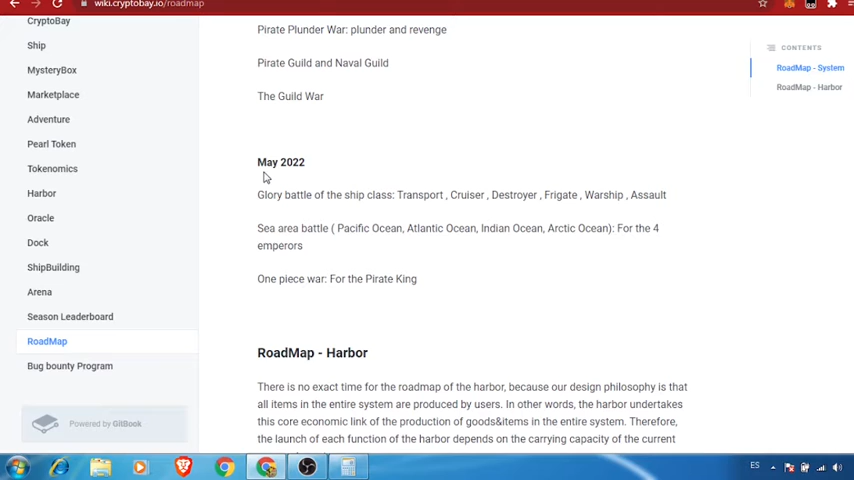 wiki.cryptobay.io/roadmap
CryptoBay
Ship
MysteryBox
Marketplace
Adventure
Pearl Token
Tokenomics
Harbor
Oracle
Dock
ShipBuilding
Arena
Season Leaderboard
RoadMap
Bug bounty Program
Powered by GitBook
Pirate Plunder War: plunder and revenge
Pirate Guild and Naval Guild
The Guild War
May 2022
Glory battle of the ship class: Transport , Cruiser , Destroyer , Frigate , Warship , Assault
Sea area battle ( Pacific Ocean, Atlantic Ocean, Indian Ocean, Arctic Ocean): For the 4
emperors
One piece war: For the Pirate King
RoadMap - Harbor
There is no exact time for the roadmap of the harbor, because our design philosophy is that
all items in the entire system are produced by users. In other words, the harbor undertakes
this core economic link of the production of goods&items in the entire system. Therefore,
the launch of each function of the harbor depends on the carrying capacity of the current
CONTENTS
RoadMap - System
RoadMap - Harbor
ES